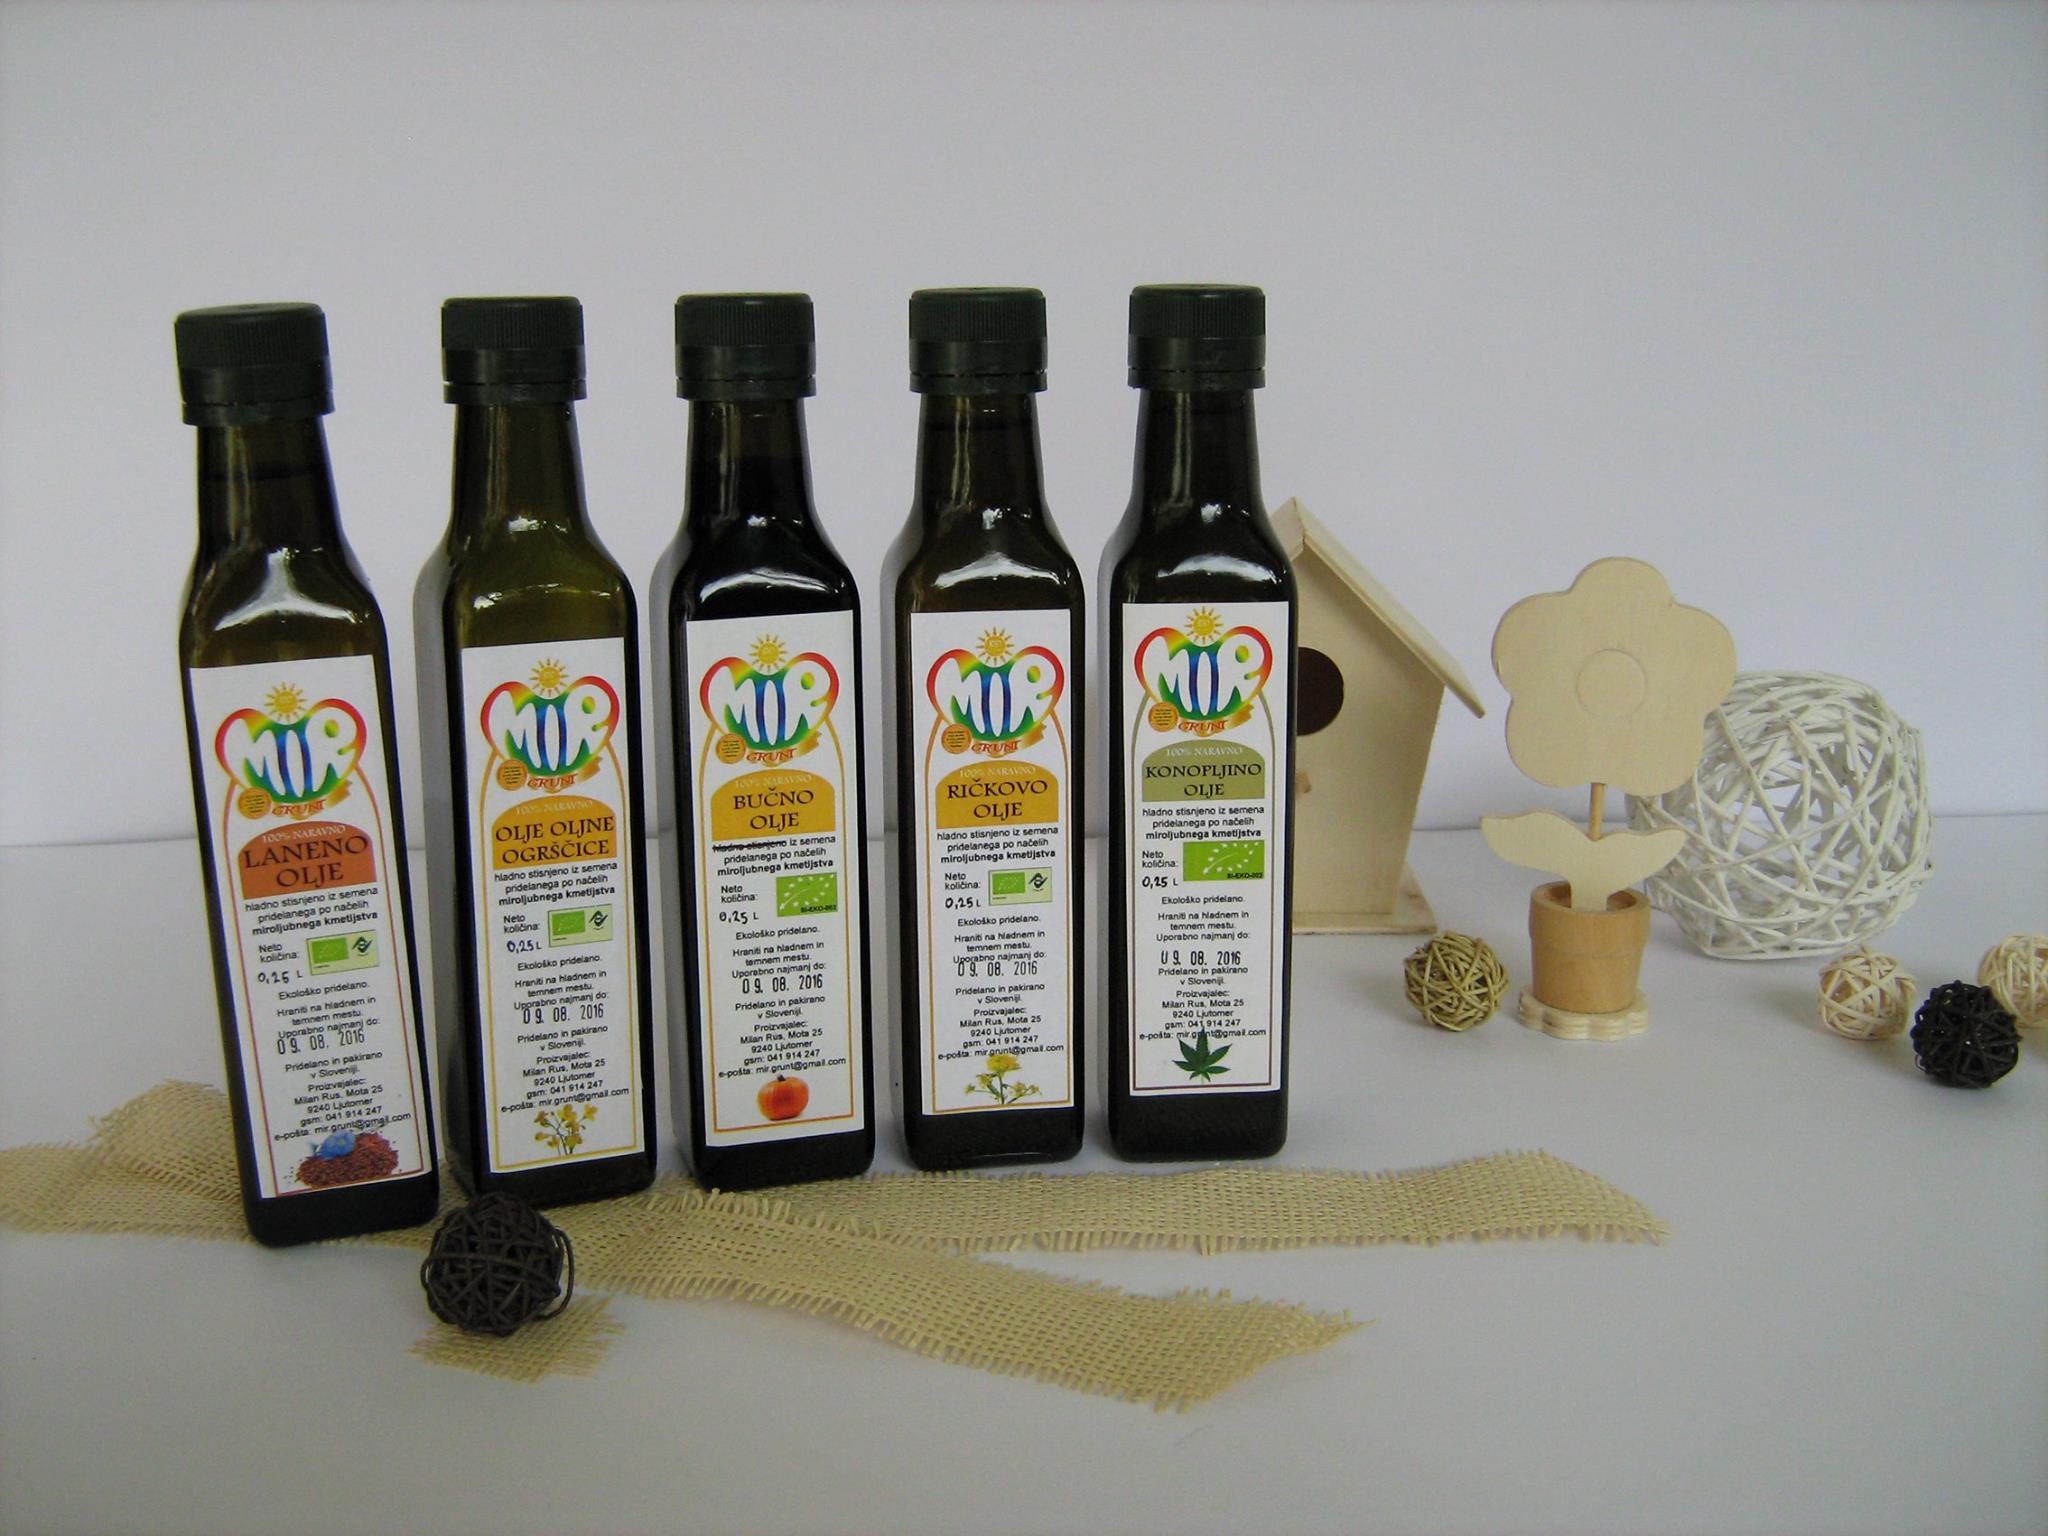 MIR
GRUNT
100% NARAVNO
LANENO
OLJE
hladno stisnjeno iz semena
pridelanega po načelih
miroljubnega kmetijstva
Neto
količina:
0,25 L
Ekološko pridelano.
Hraniti na hladnem in
temnem mestu.
Uporabno najmanj do:
09. 08. 2016
Pridelano in pakirano
v Sloveniji.
Proizvajalec:
Milan Rus, Mota 25
9240 Ljutomer
gsm: 041 914 247
e-pošta: mir.grunt@gmail.com
MIR
GRUNT
100% NARAVNO
OLJE OLJNE
OGRŠČICE
hladno stisnjeno iz semena
pridelanega po načelih
miroljubnega kmetijstva
Neto
količina:
0,25 L
Ekološko pridelano.
Hraniti na hladnem in
temnem mestu.
Uporabno najmanj do:
09. 08. 2016
Pridelano in pakirano
v Sloveniji.
Proizvajalec:
Milan Rus, Mota 25
9240 Ljutomer
gsm: 041 914 247
e-pošta: mir.grunt@gmail.com
MIR
GRUNT
100% NARAVNO
BUČNO
OLJE
hladno stisnjeno iz semena
pridelanega po načelih
miroljubnega kmetijstva
Neto
količina:
0,25 L
SI-EKO-002
Ekološko pridelano.
Hraniti na hladnem in
temnem mestu.
Uporabno najmanj do:
09. 08. 2016
Pridelano in pakirano
v Sloveniji.
Proizvajalec:
Milan Rus, Mota 25
9240 Ljutomer
gsm: 041 914 247
e-pošta: mir.grunt@gmail.com
MIR
GRUNT
100% NARAVNO
RIČKOVO
OLJE
hladno stisnjeno iz semena
pridelanega po načelih
miroljubnega kmetijstva
Neto
količina:
0,25 L
Ekološko pridelano.
Hraniti na hladnem in
temnem mestu.
Uporabno najmanj do:
09. 08. 2016
Pridelano in pakirano
v Sloveniji.
Proizvajalec:
Milan Rus, Mota 25
9240 Ljutomer
gsm: 041 914 247
e-pošta: mir.grunt@gmail.com
MIR
GRUNT
100% NARAVNO
KONOPLJINO
OLJE
hladno stisnjeno iz semena
pridelanega po načelih
miroljubnega kmetijstva
Neto
količina:
0,25 L
SI-EKO-002
Ekološko pridelano.
Hraniti na hladnem in
temnem mestu.
Uporabno najmanj do:
09. 08. 2016
Pridelano in pakirano
v Sloveniji.
Proizvajalec:
Milan Rus, Mota 25
9240 Ljutomer
gsm: 041 914 247
e-pošta: mir.grunt@gmail.com